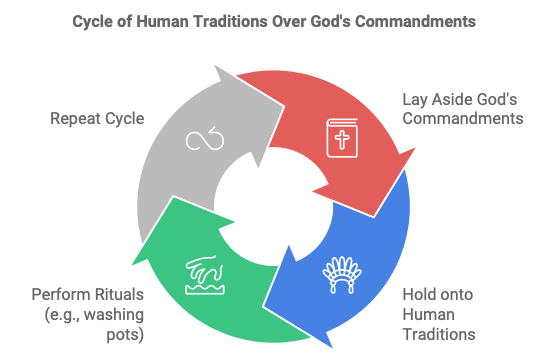 Cycle of Human Traditions Over God's Commandments
Lay Aside God's
Commandments
Hold onto
Human
Traditions
Perform Rituals
(e.g., washing
pots)
Repeat Cycle